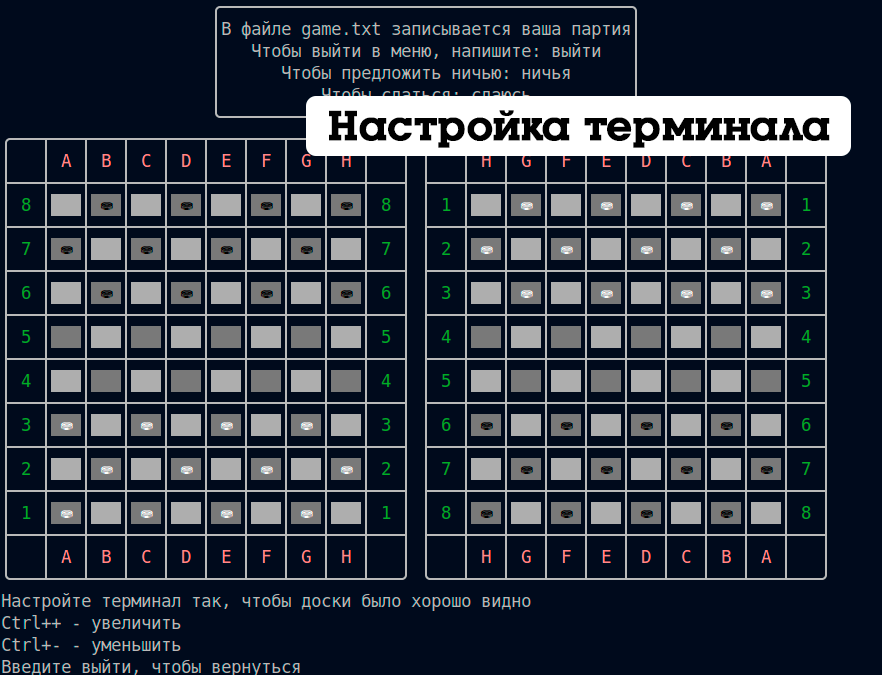 В файле game.txt записывается ваша партия
Чтобы выйти в меню, напишите: выйти
Чтобы предложить ничью: ничья
Чтобы сдаться: сдаюсь
Настройка терминала
A B C D E F G H H G F E D C B A
8 8 1 1
7 7 2 2
6 6 3 3
5 5 4 4
4 4 5 5
3 3 6 6
2 2 7 7
1 1 8 8
A B C D E F G H H G F E D C B A
Настройте терминал так, чтобы доски было хорошо видно
Ctrl++ - увеличить
Ctrl+- - уменьшить
Введите выйти, чтобы вернуться